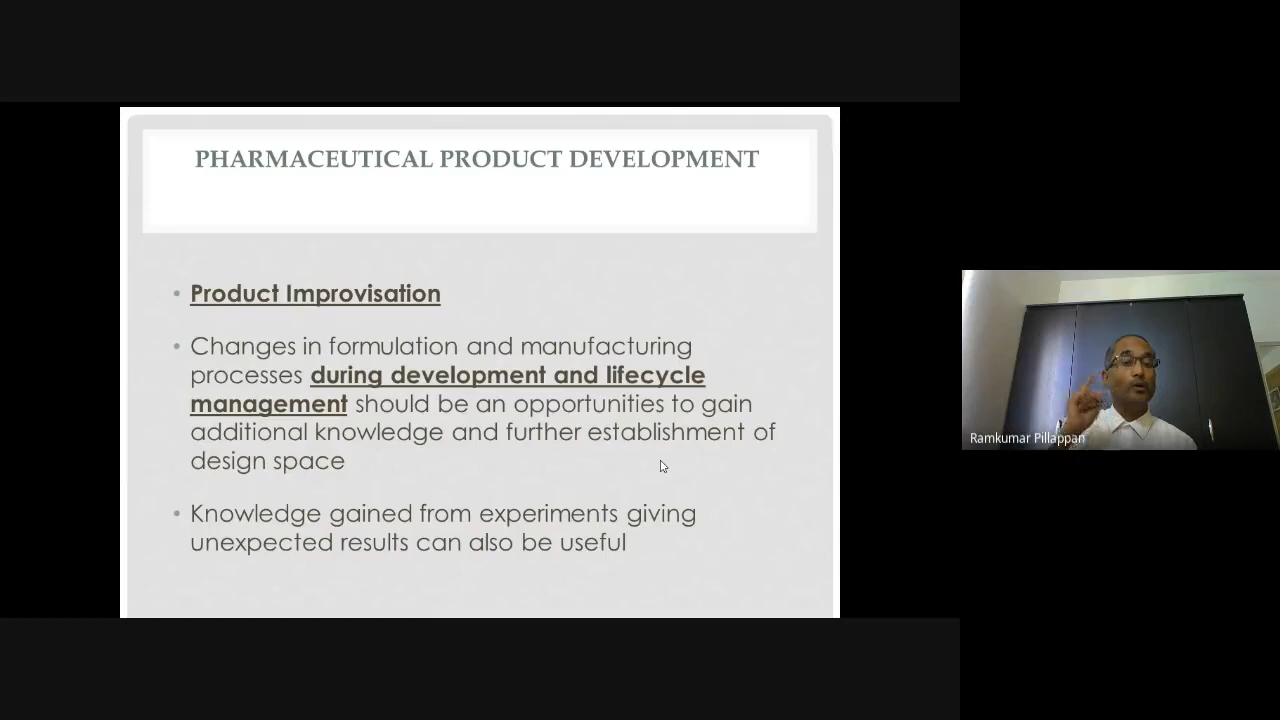 PHARMACEUTICAL PRODUCT DEVELOPMENT
• Product Improvisation
• Changes in formulation and manufacturing
processes during development and lifecycle
management should be an opportunities to gain
additional knowledge and further establishment of
design space
• Knowledge gained from experiments giving
unexpected results can also be useful
Ramkumar Pillappan